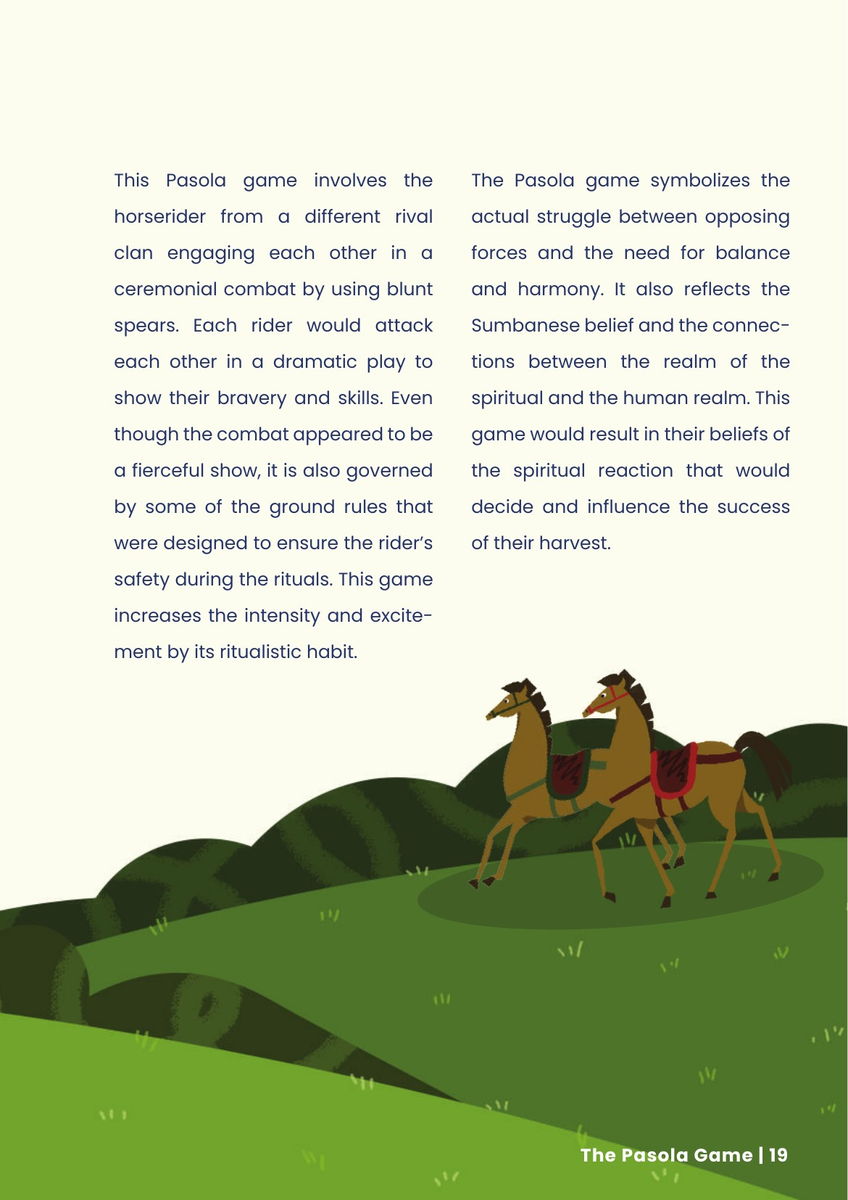 This Pasola game involves the
horserider from a different rival
clan engaging each other in a
ceremonial combat by using blunt
spears. Each rider would attack
each other in a dramatic play to
show their bravery and skills. Even
though the combat appeared to be
a fierceful show, it is also governed
by some of the ground rules that
were designed to ensure the rider’s
safety during the rituals. This game
increases the intensity and excite-
ment by its ritualistic habit.
The Pasola game symbolizes the
actual struggle between opposing
forces and the need for balance
and harmony. It also reflects the
Sumbanese belief and the connec-
tions between the realm of the
spiritual and the human realm. This
game would result in their beliefs of
the spiritual reaction that would
decide and influence the success
of their harvest.
The Pasola Game | 19